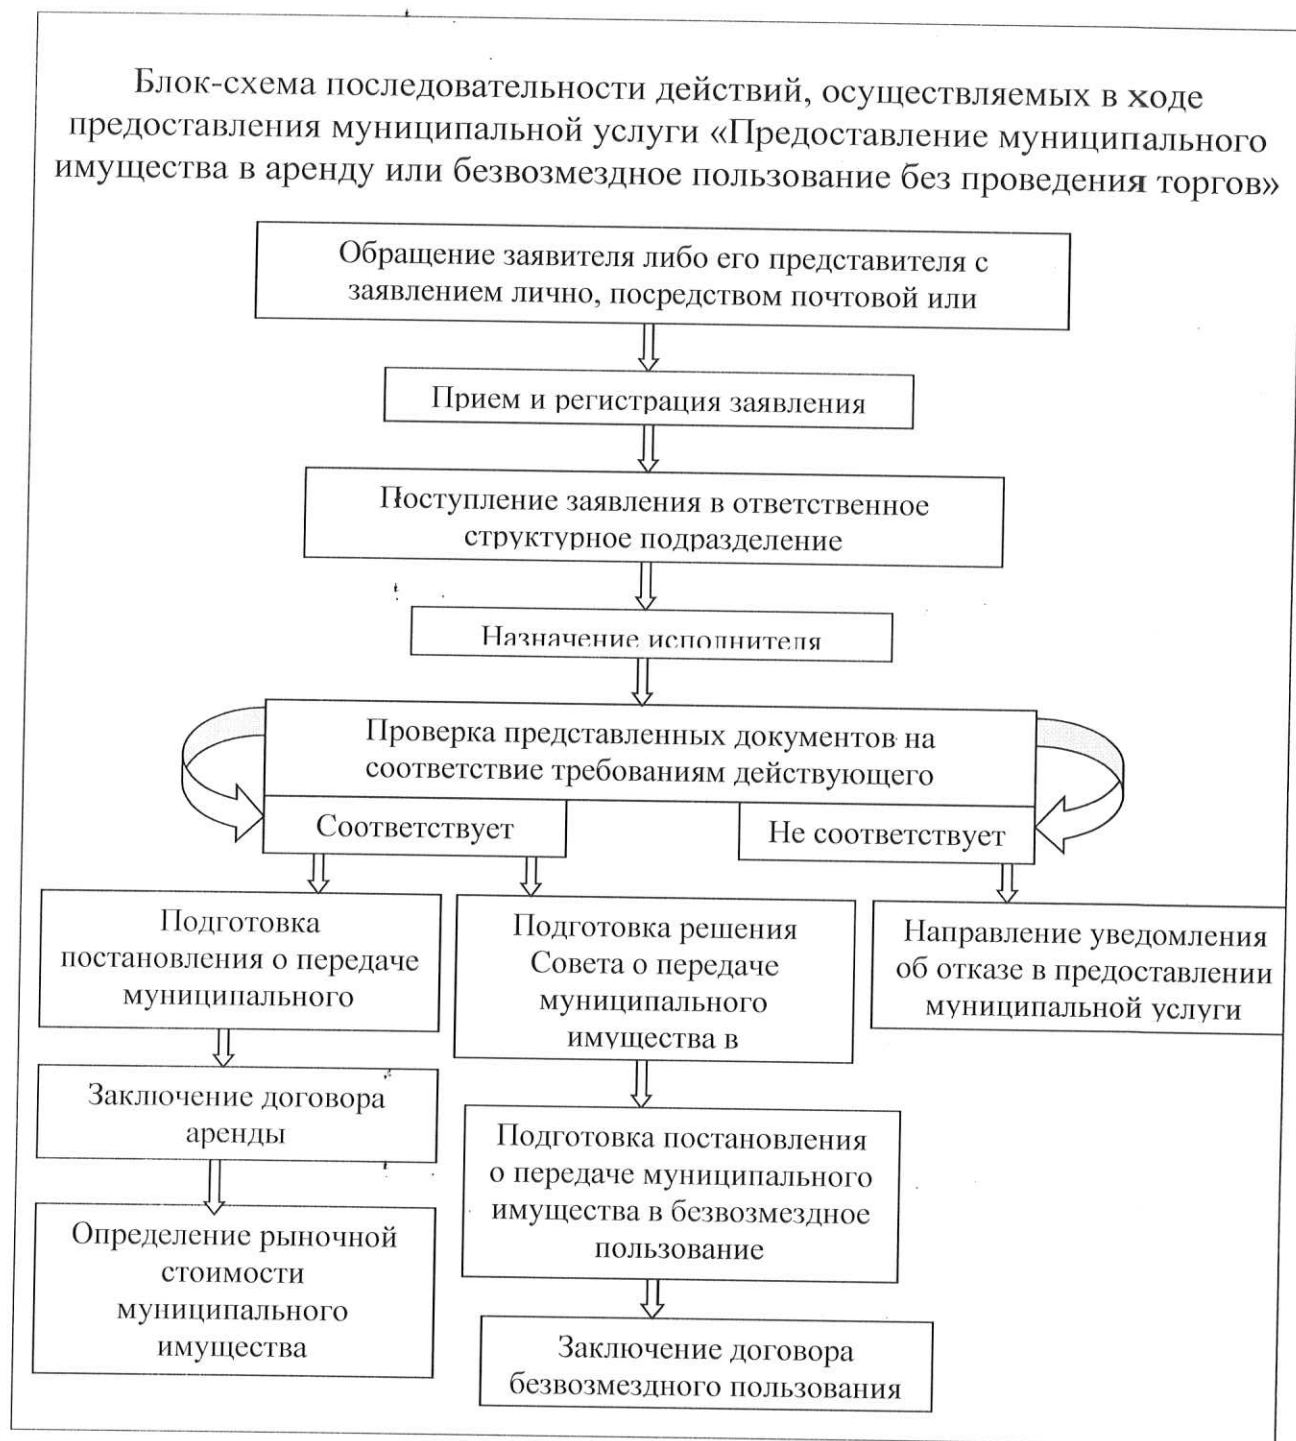 Блок-схема последовательности действий, осуществляемых в ходе
предоставления муниципальной услуги «Предоставление муниципального
имущества в аренду или безвозмездное пользование без проведения торгов»
Обращение заявителя либо его представителя с
заявлением лично, посредством почтовой или
Прием и регистрация заявления
Поступление заявления в ответственное
структурное подразделение
Назначение исполнителя
Проверка представленных документов на
соответствие требованиям действующего
Соответствует
Не соответствует
Подготовка
постановления о передаче
муниципального
Подготовка решения
Совета о передаче
муниципального
имущества в
Направление уведомления
об отказе в предоставлении
муниципальной услуги
Заключение договора
аренды
Подготовка постановления
о передаче муниципального
имущества в безвозмездное
пользование
Определение рыночной
стоимости
муниципального
имущества
Заключение договора
безвозмездного пользования